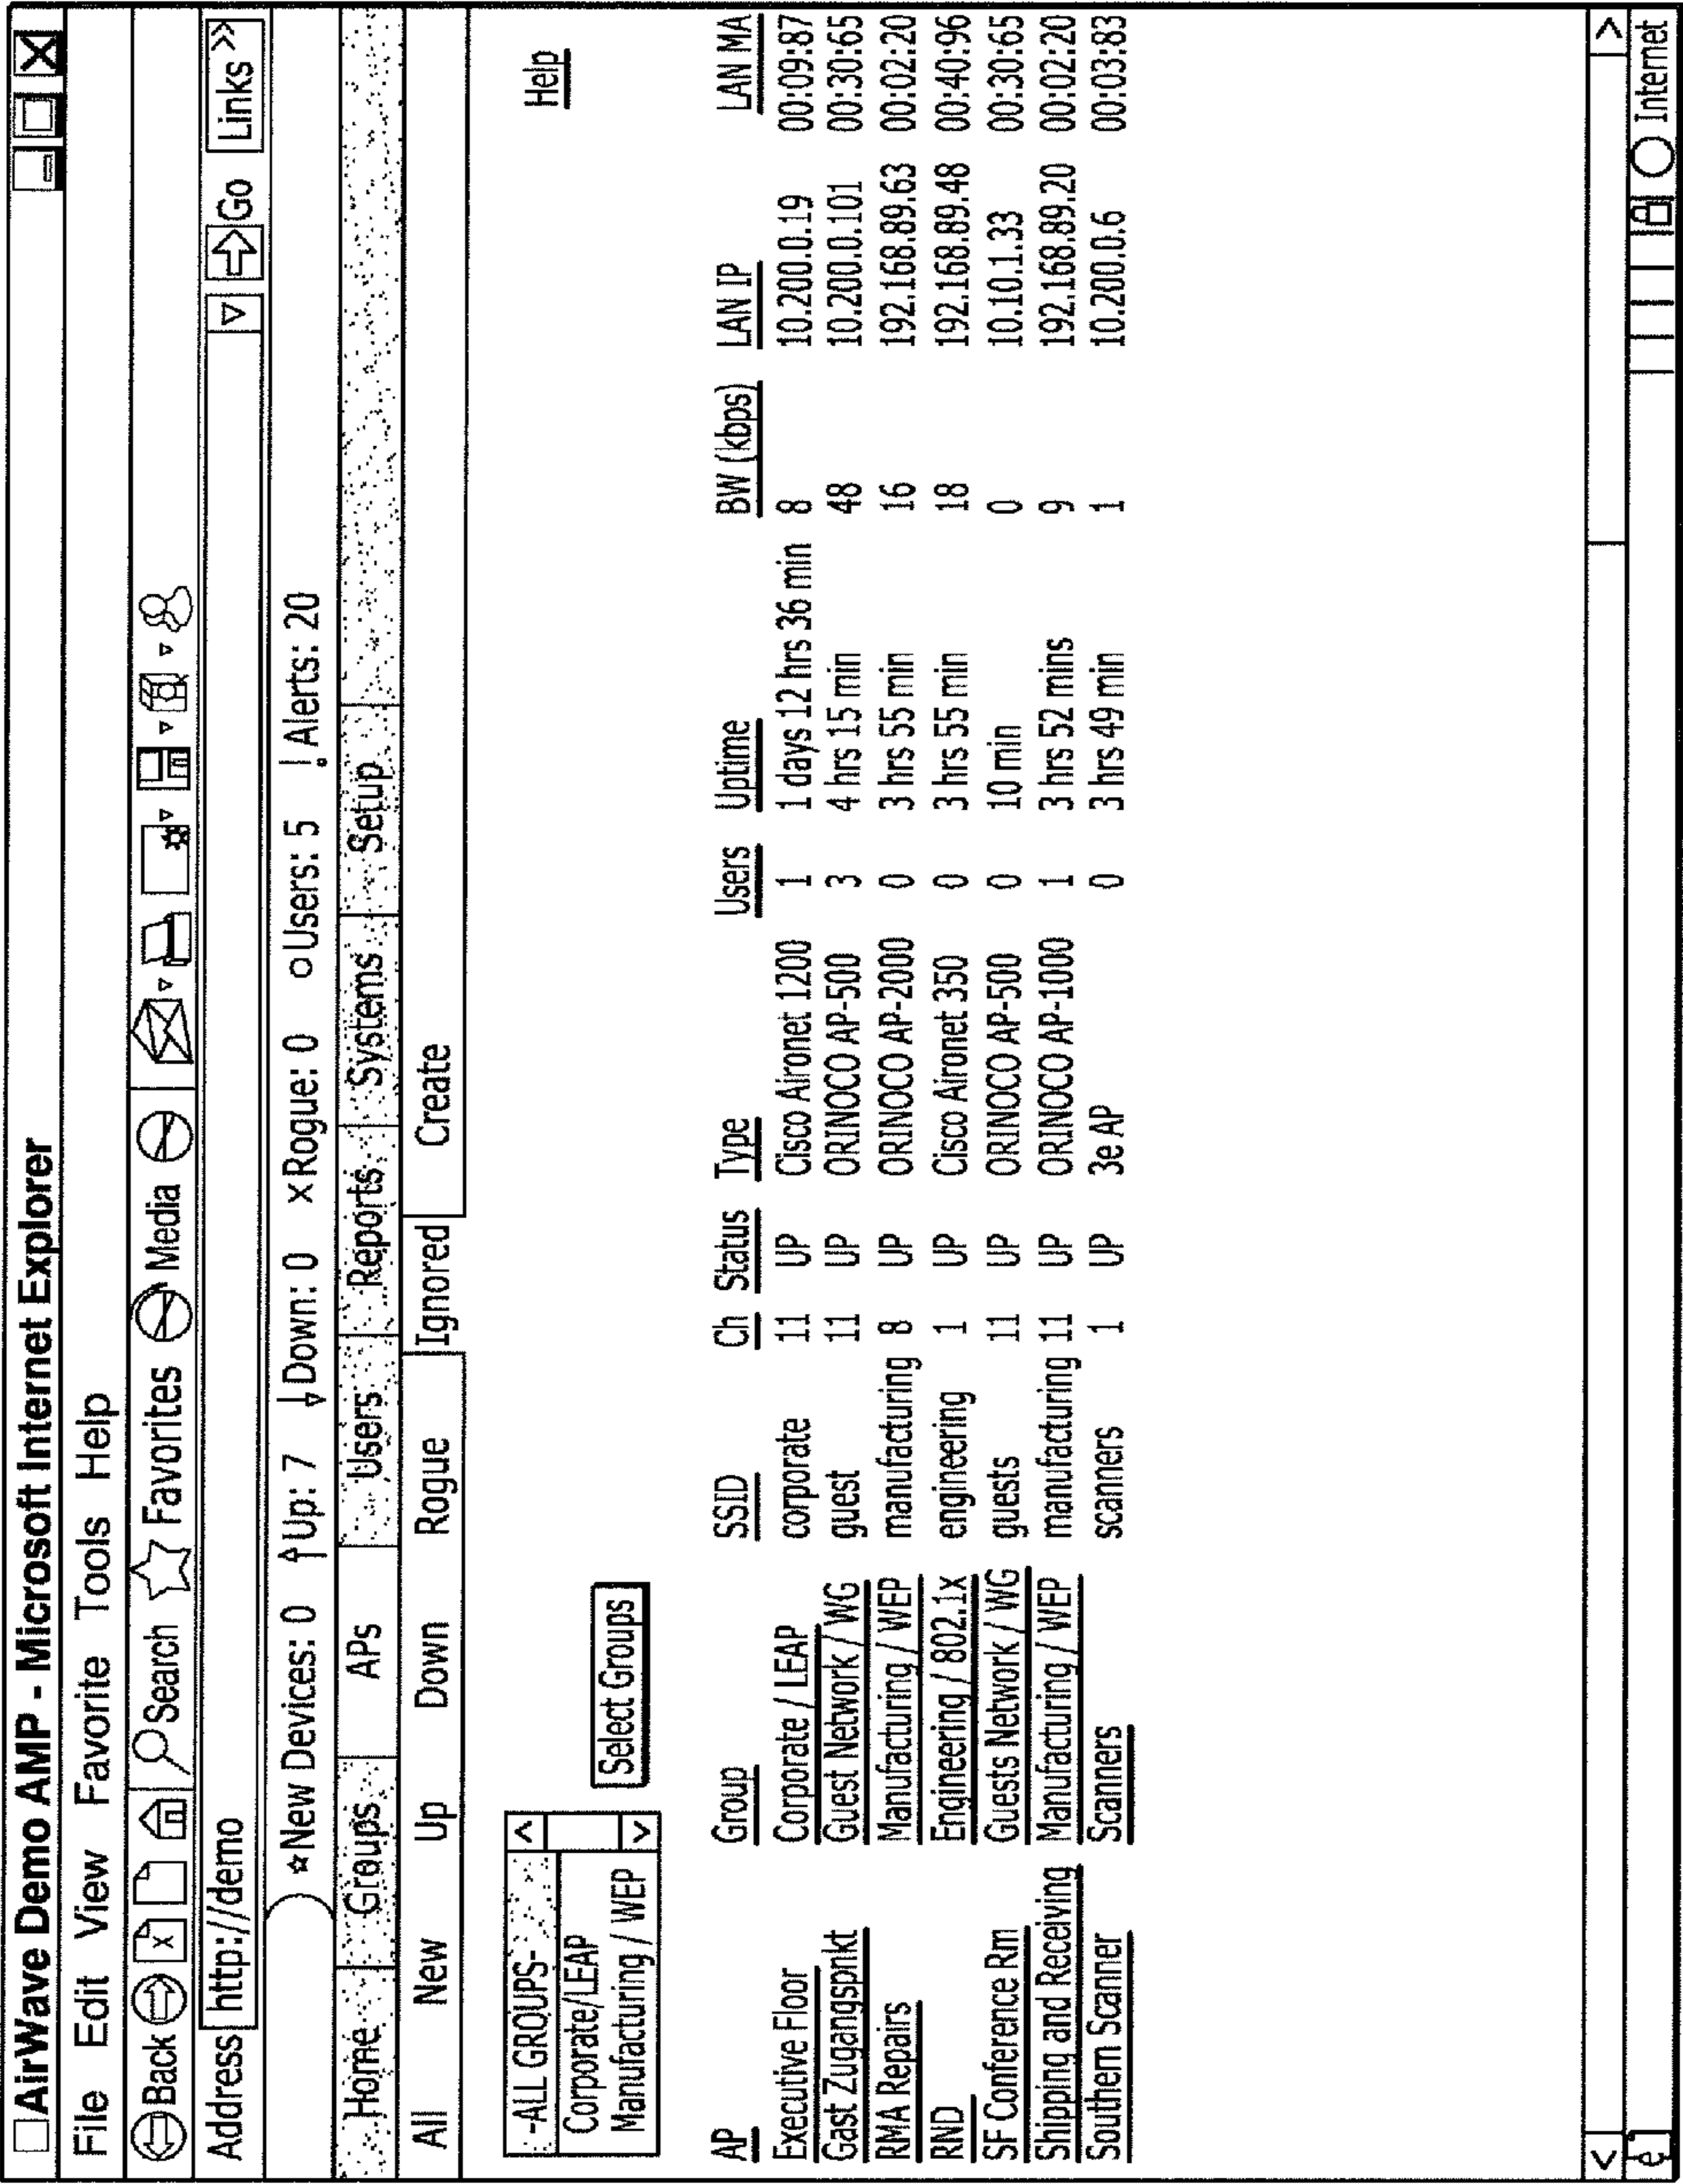 AirWave Demo AMP - Microsoft Internet Explorer
File Edit View Favorite Tools Help
Back Search Favorites Media
Address http://demo Go Links »
New Devices: 0 Up: 7 Down: 0 x Rogue: 0 o Users: 5 ! Alerts: 20
Home Groups APs Users Reports Systems Setup
All New Up Down Rogue Ignored Create
Help
-ALL GROUPS-
Corporate/LEAP
Manufacturing / WEP
Select Groups
AP Group SSID Ch Status Type Users Uptime BW (kbps) LAN IP LAN MA
Executive Floor Corporate / LEAP corporate 11 UP Cisco Aironet 1200 1 1 days 12 hrs 36 min 8 10.200.0.19 00:09:87
Gast Zugangspnkt Guest Network / WG guest 11 UP ORINOCO AP-500 3 4 hrs 15 min 48 10.200.0.101 00:30:65
RMA Repairs Manufacturing / WEP manufacturing 8 UP ORINOCO AP-2000 0 3 hrs 55 min 16 192.168.89.63 00:02:20
RND Engineering / 802.1x engineering 1 UP Cisco Aironet 350 0 3 hrs 55 min 18 192.168.89.48 00:40:96
SF Conference Rm Guests Network / WG guests 11 UP ORINOCO AP-500 0 10 min 0 10.10.1.33 00:30:65
Shipping and Receiving Manufacturing / WEP manufacturing 11 UP ORINOCO AP-1000 1 3 hrs 52 mins 9 192.168.89.20 00:02:20
Southern Scanner Scanners scanners 1 UP 3e AP 0 3 hrs 49 min 1 10.200.0.6 00:03:83
e Internet